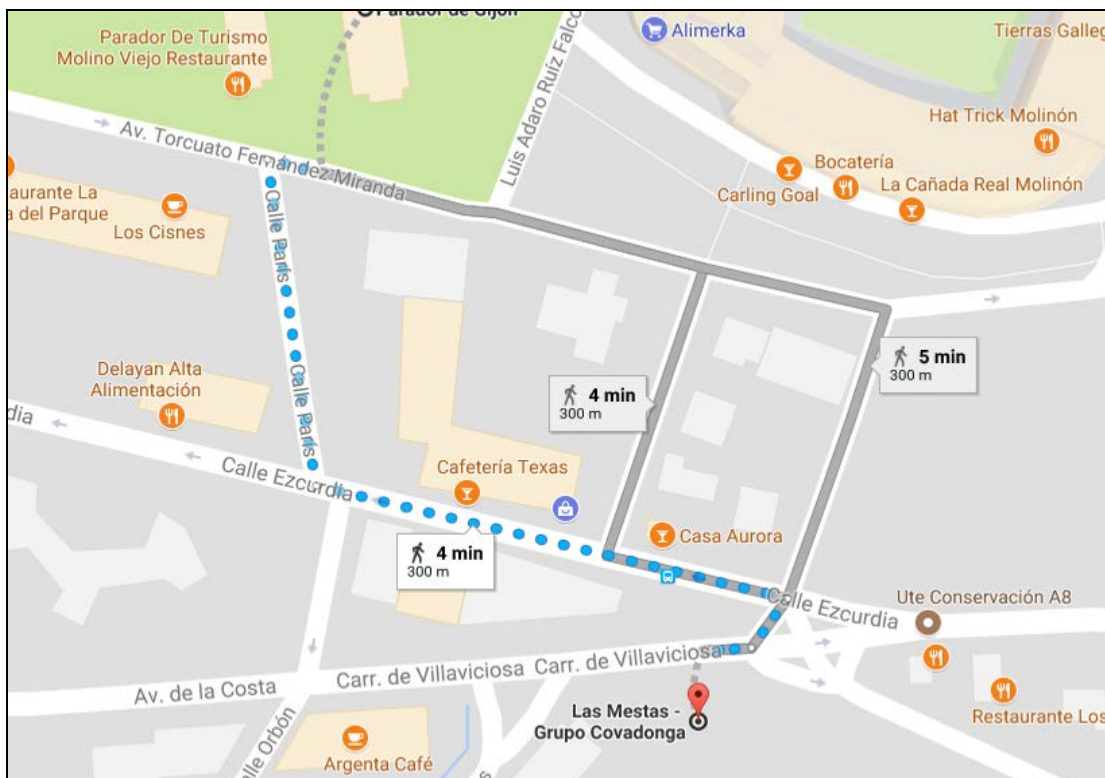 Parador de Gijón
Alimerka
Tierras Galleg
Parador De Turismo
Molino Viejo Restaurante
Luis Adaro Ruíz Falcó
Hat Trick Molinón
Av. Torcuato Fernández Miranda
Bocatería
Carling Goal
La Cañada Real Molinón
aurante La
a del Parque
Los Cisnes
Calle París
5 min
300 m
Delayan Alta
Alimentación
4 min
300 m
Calle París
dia
Calle Ezcurdia
Cafetería Texas
Casa Aurora
4 min
300 m
Calle Ezcurdia
Ute Conservación A8
Carr. de Villaviciosa
Carr. de Villaviciosa
Av. de la Costa
Las Mestas -
Grupo Covadonga
Restaurante Los
alle Orbón
Argenta Café